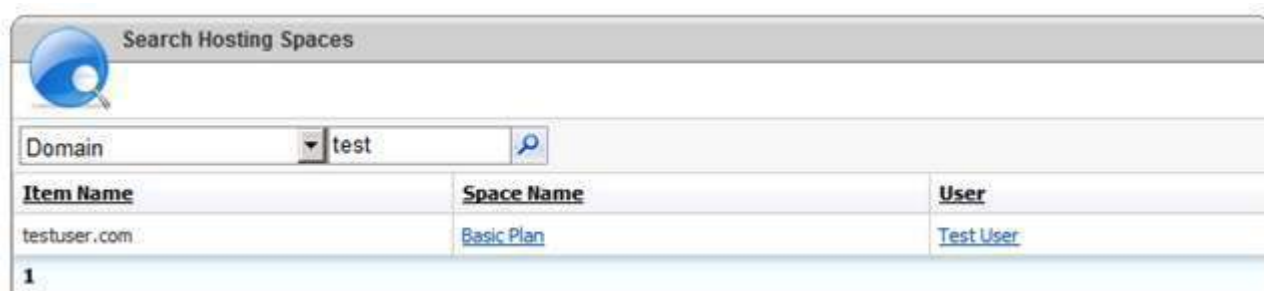 Search Hosting Spaces
Domain test
Item Name Space Name User
testuser.com Basic Plan Test User
1